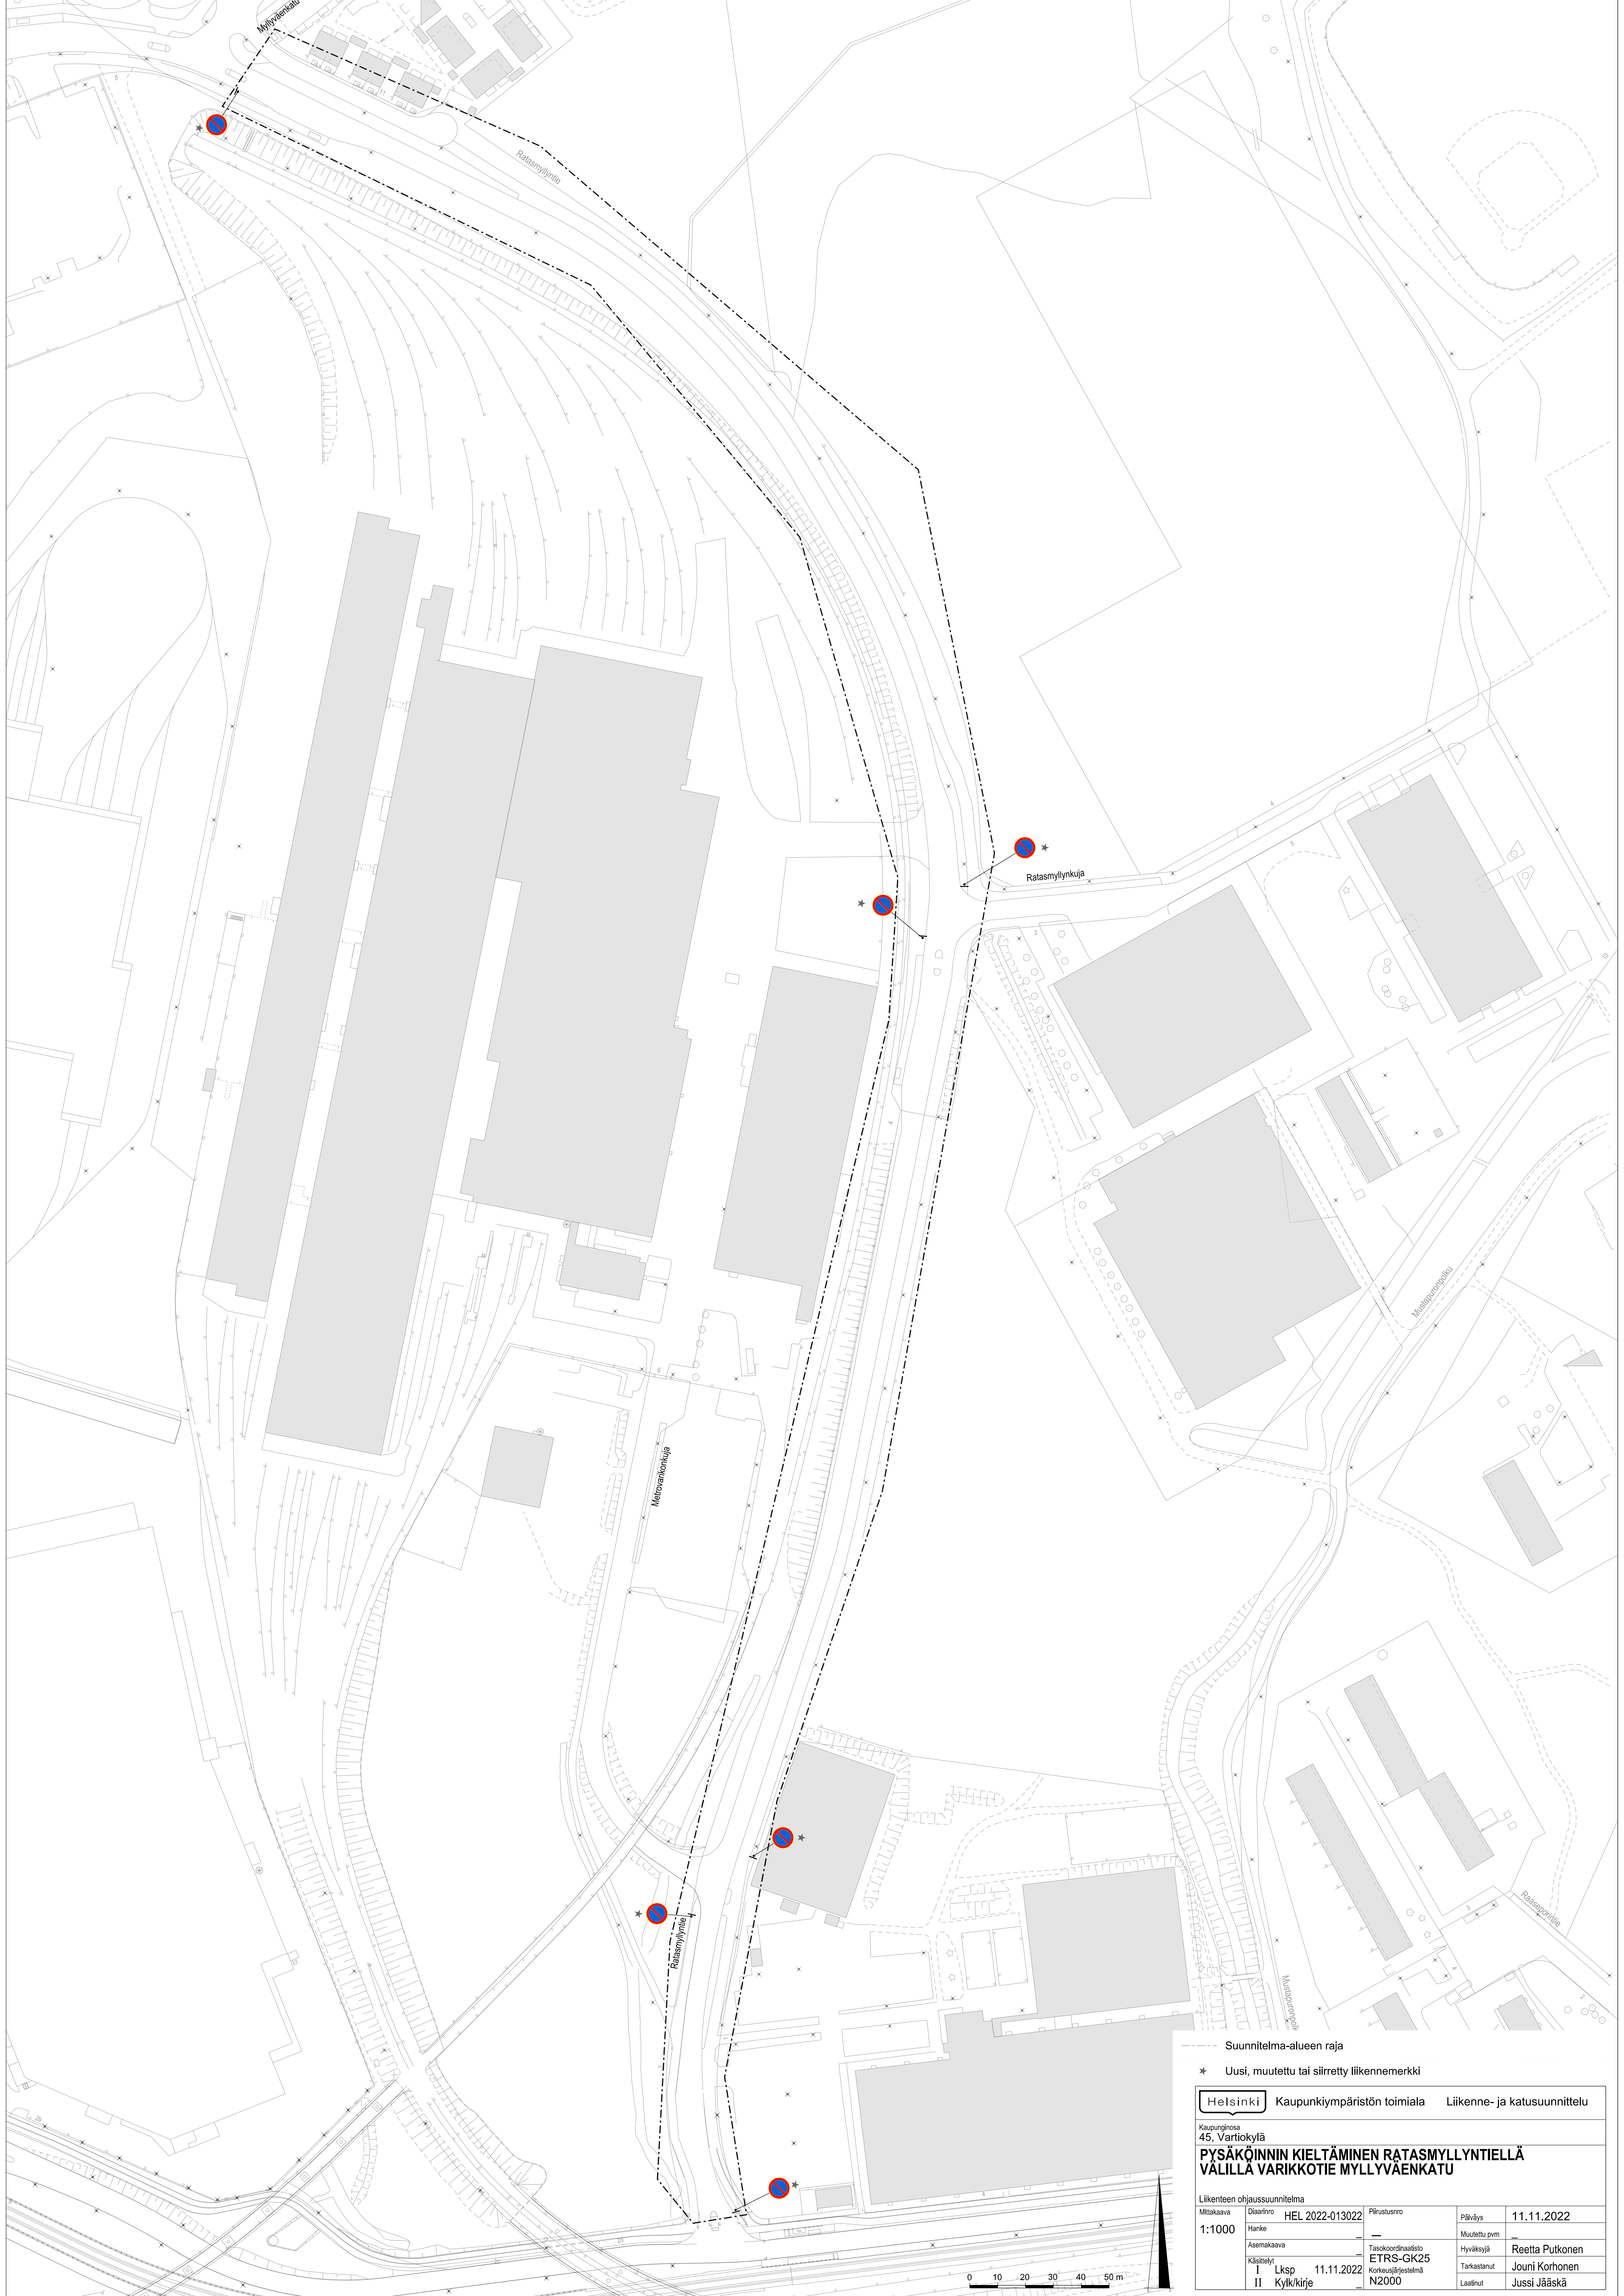 Myllyväenkatu
Ratasmyllyntie
Ratasmyllynkuja
Mustapuronpolku
Metrovarikonkuja
Ratasmyllyntie
Raaseporintie
Mustapuronpolk
Suunnitelma-alueen raja
Uusi, muutettu tai siirretty liikennemerkki
Helsinki Kaupunkiympäristön toimiala Liikenne- ja katusuunnittelu
Kaupunginosa
45, Vartiokylä
PYSÄKÖINNIN KIELTÄMINEN RATASMYLLYNTIELLÄ
VÄLILLÄ VARIKKOTIE MYLLYVÄENKATU
Liikenteen ohjaussuunnitelma
Mittakaava
1:1000
Diaarinro HEL 2022-013022
Hanke _
Asemakaava _
Käsittelyt
I Lksp 11.11.2022
II Kylk/kirje _
Piirustusnro
—
Tasokoordinaatisto
ETRS-GK25
Korkeusjärjestelmä
N2000
Päiväys 11.11.2022
Muutettu pvm _
Hyväksyjä Reetta Putkonen
Tarkastanut Jouni Korhonen
Laatinut Jussi Jääskä
0 10 20 30 40 50 m